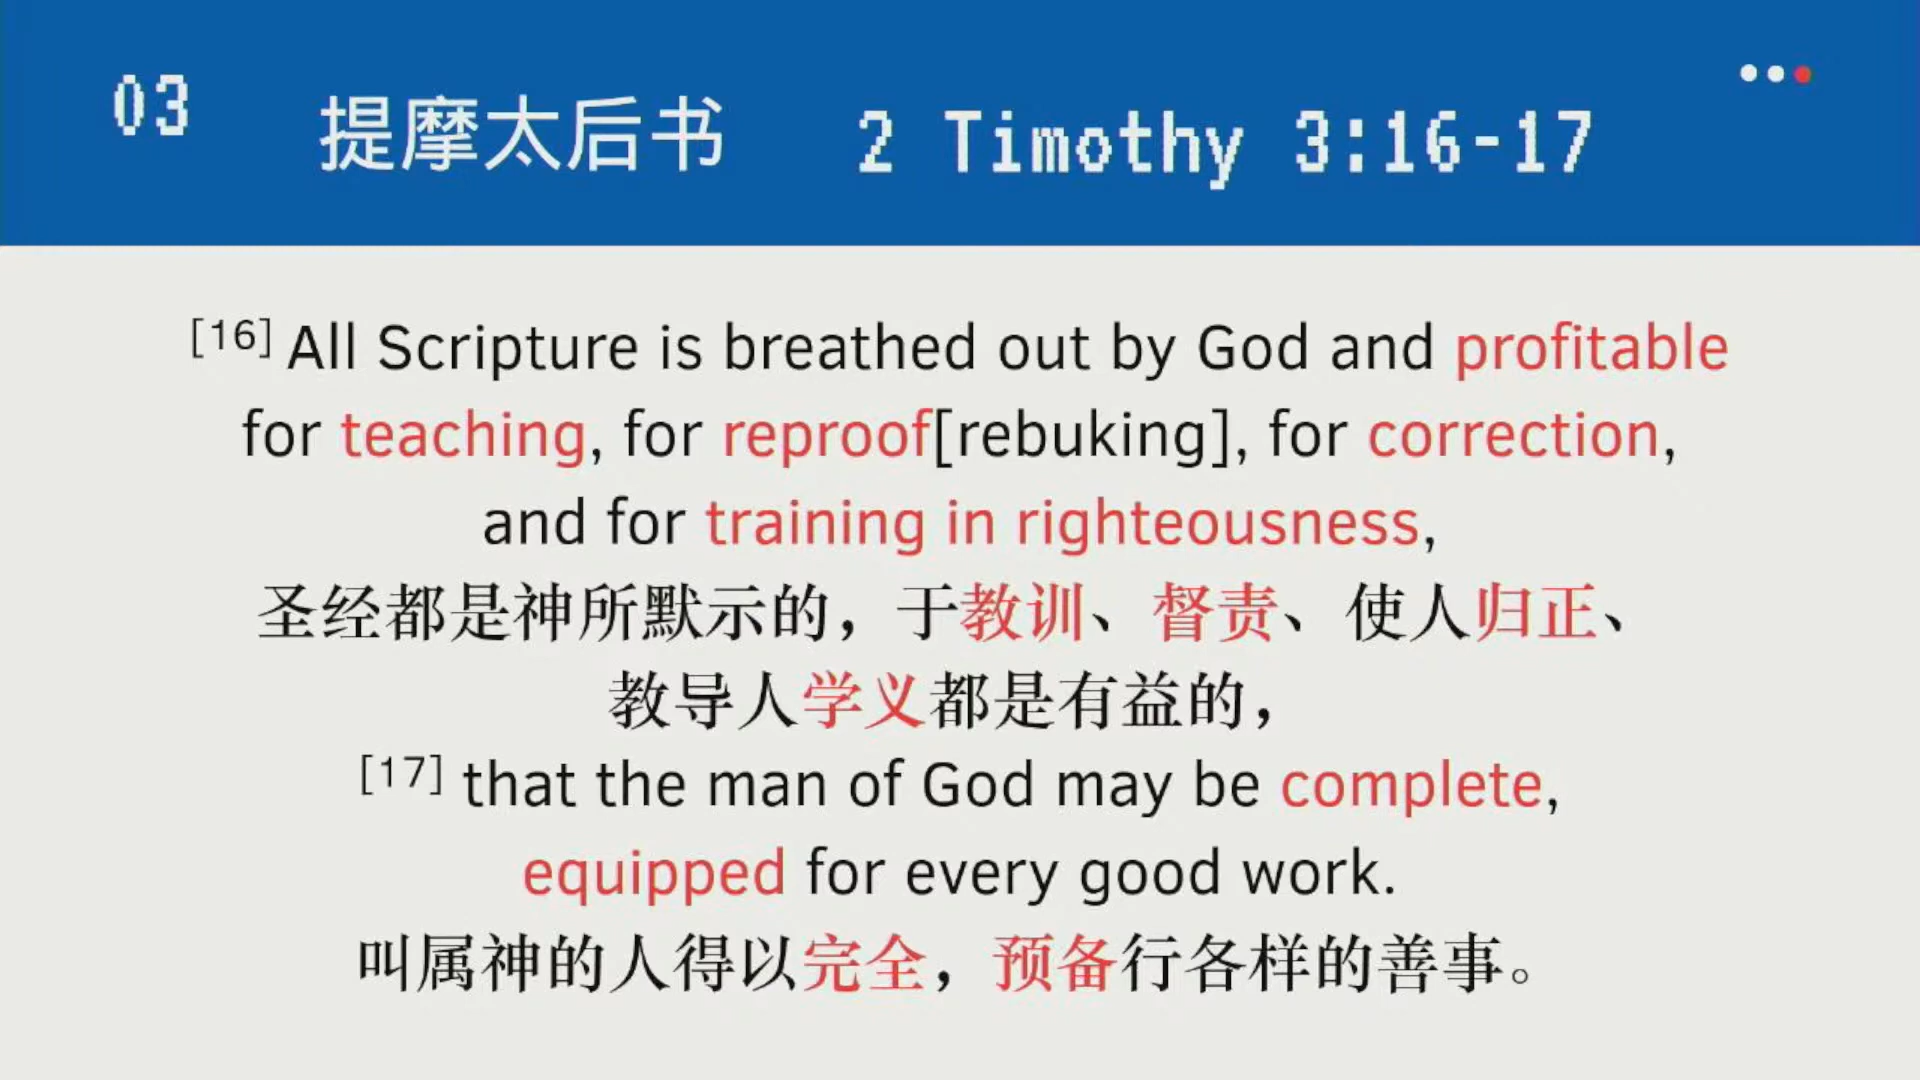 03
提摩太后书 2 Timothy 3:16-17
[16] All Scripture is breathed out by God and profitable
for teaching, for reproof[rebuking], for correction,
and for training in righteousness,
圣经都是神所默示的，于教训、督责、使人归正、
教导人学义都是有益的，
[17] that the man of God may be complete,
equipped for every good work.
叫属神的人得以完全，预备行各样的善事。